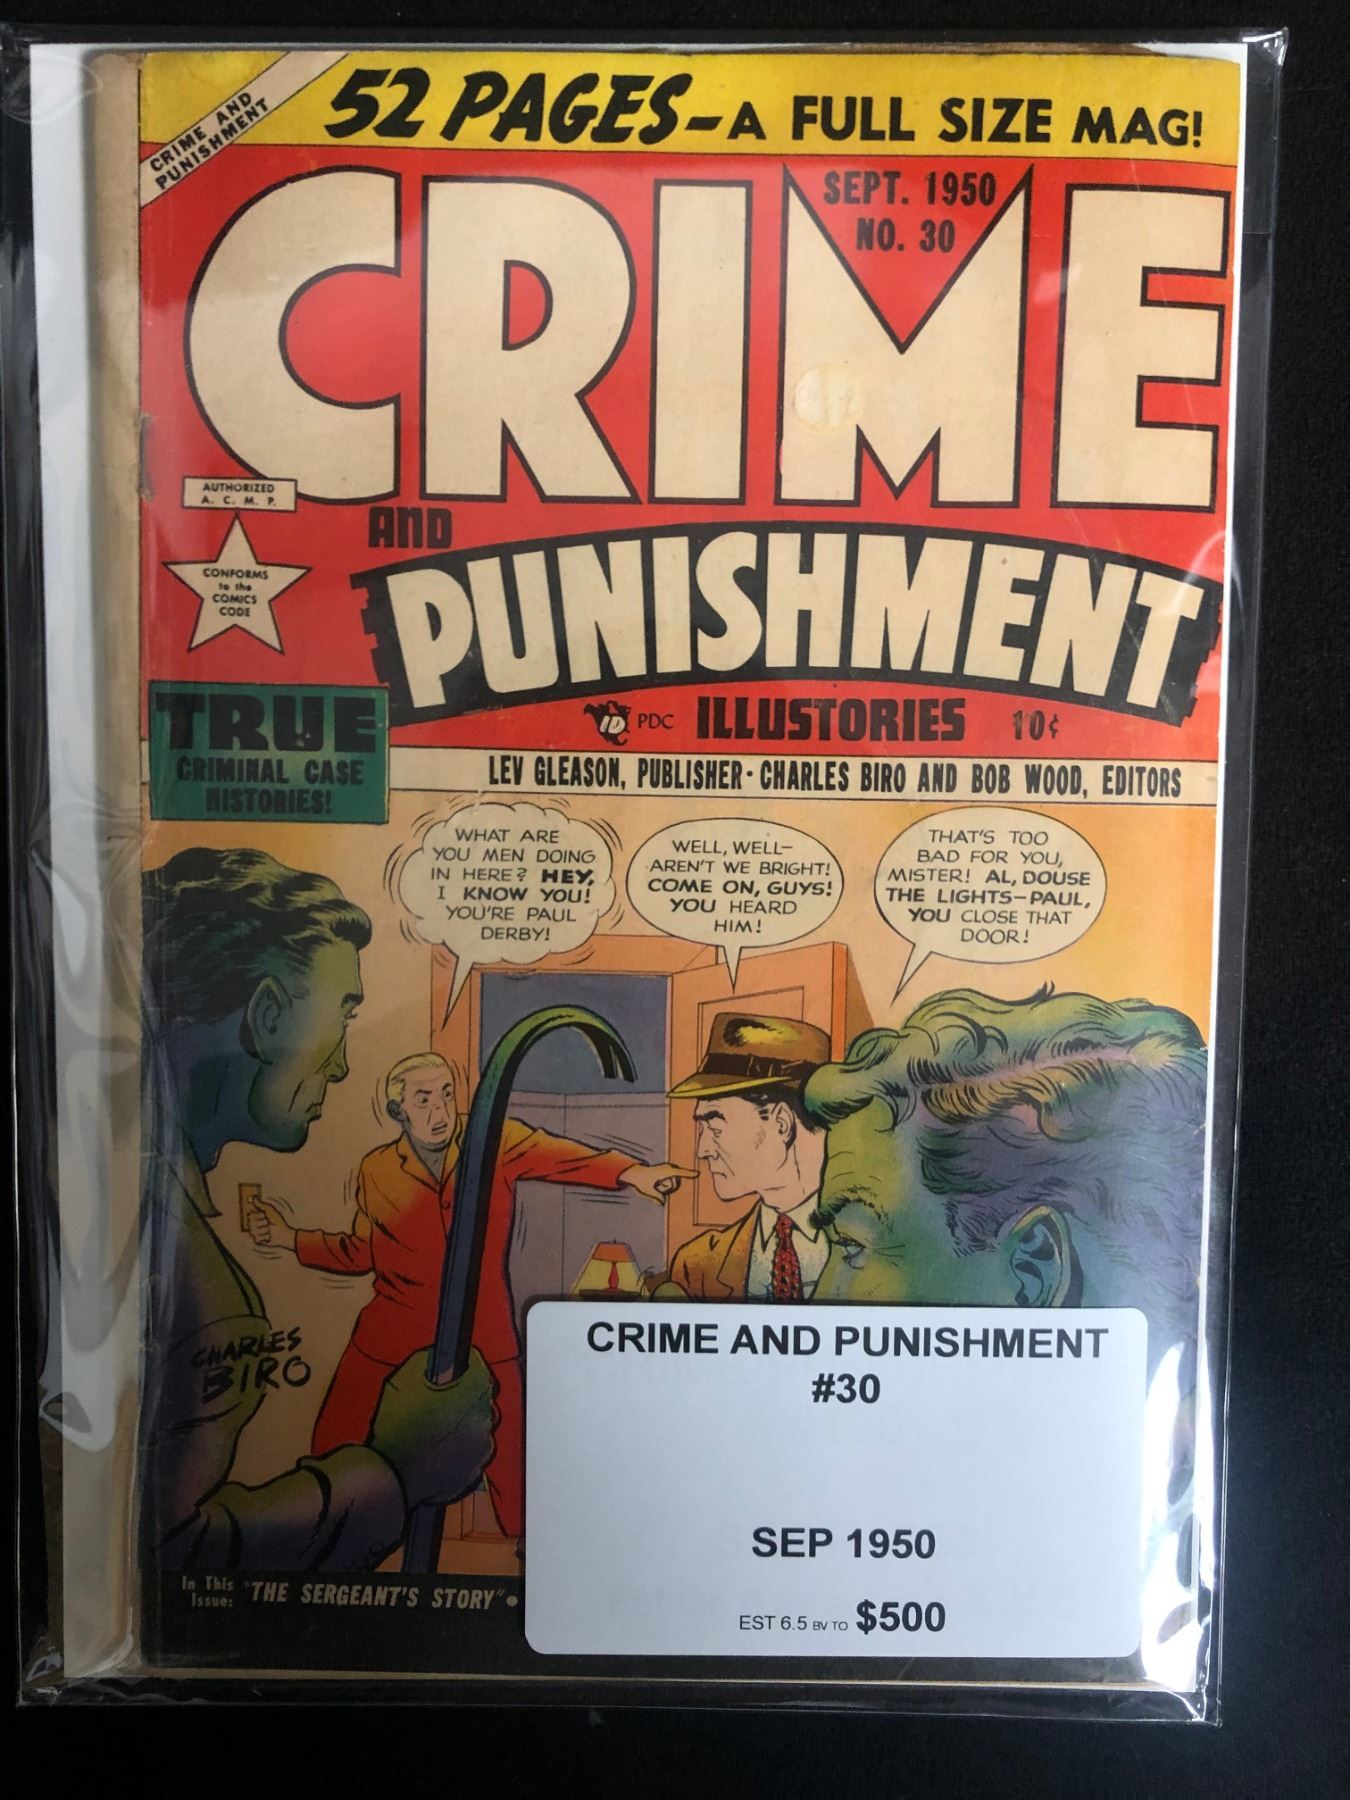 CRIME AND
PUNISHMENT
52 PAGES-A FULL SIZE MAG!
SEPT. 1950
NO. 30
CRIME
AUTHORIZED
A. C. M. P.
AND
PUNISHMENT
CONFORMS
to the
COMICS
CODE
PDC ILLUSTORIES 10¢
TRUE
CRIMINAL CASE
HISTORIES!
LEV GLEASON, PUBLISHER · CHARLES BIRO AND BOB WOOD, EDITORS
WHAT ARE
YOU MEN DOING
IN HERE? HEY,
I KNOW YOU!
YOU'RE PAUL
DERBY!
WELL, WELL—
AREN'T WE BRIGHT!
COME ON, GUYS!
YOU HEARD
HIM!
THAT'S TOO
BAD FOR YOU,
MISTER! AL, DOUSE
THE LIGHTS—PAUL,
YOU CLOSE THAT
DOOR!
CHARLES
BIRO
In This
Issue: "THE SERGEANT'S STORY" •
CRIME AND PUNISHMENT
#30
SEP 1950
EST 6.5 BV TO $500